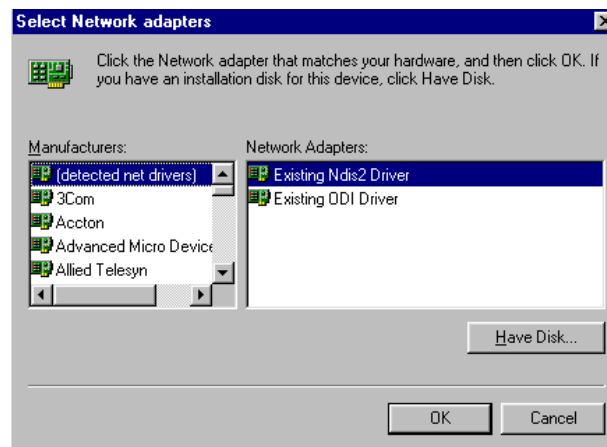 Select Network adapters
Click the Network adapter that matches your hardware, and then click OK. If
you have an installation disk for this device, click Have Disk.
Manufacturers:
(detected net drivers)
3Com
Accton
Advanced Micro Device
Allied Telesyn
Network Adapters:
Existing Ndis2 Driver
Existing ODI Driver
Have Disk...
OK
Cancel